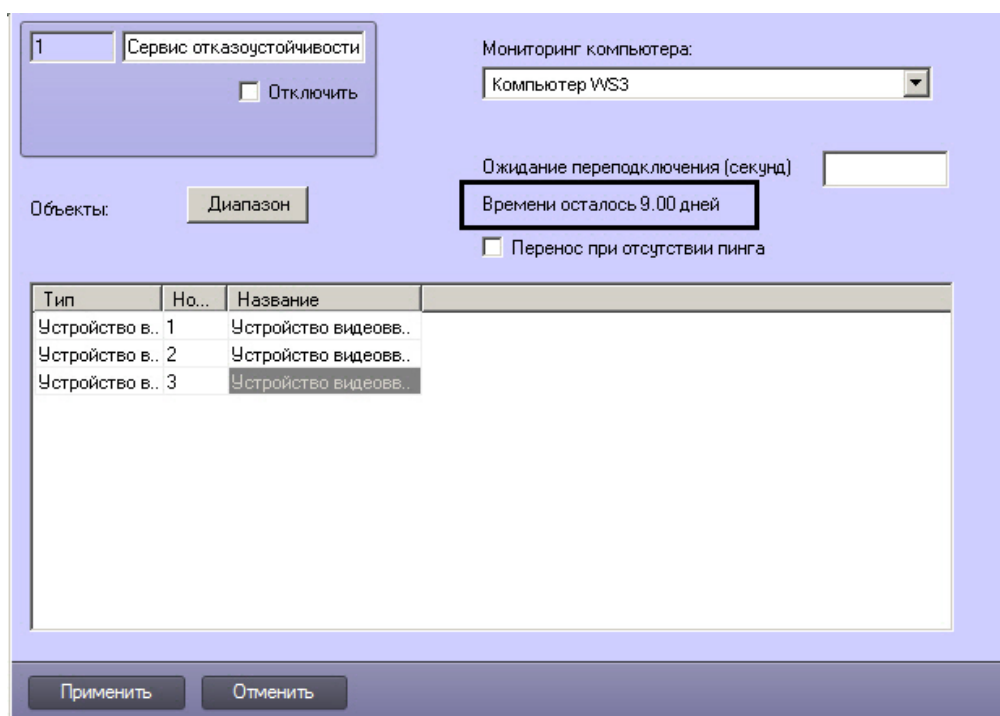 1 Сервис отказоустойчивости
Отключить
Мониторинг компьютера:
Компьютер WS3
Ожидание переподключения (секунд)
Времени осталось 9.00 дней
Перенос при отсутствии пинга
Объекты: Диапазон
Тип Но... Название
Устройство в.. 1 Устройство видеовв..
Устройство в.. 2 Устройство видеовв..
Устройство в.. 3 Устройство видеовв..
Применить Отменить